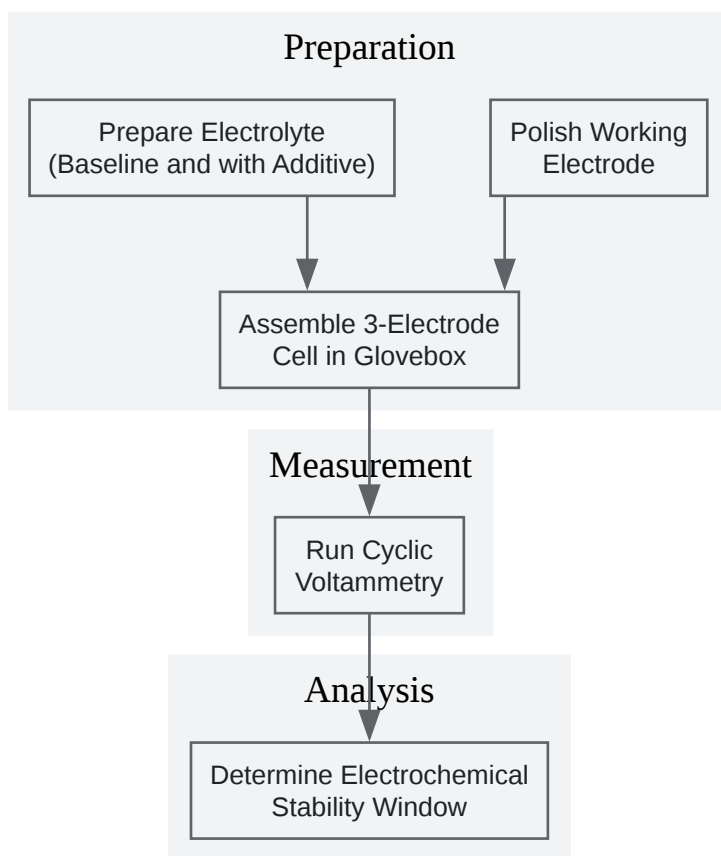 Preparation
Prepare Electrolyte
(Baseline and with Additive)
Polish Working
Electrode
Assemble 3-Electrode
Cell in Glovebox
Measurement
Run Cyclic
Voltammetry
Analysis
Determine Electrochemical
Stability Window